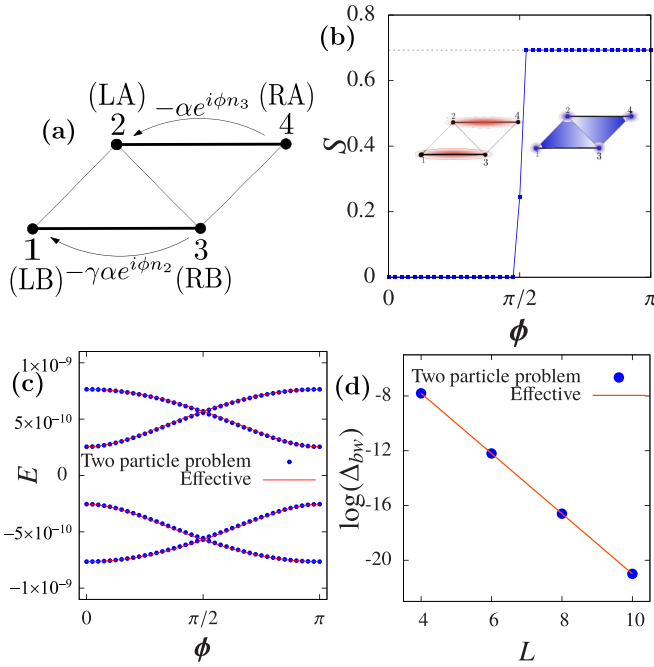 (a)
(LA)
(RA)
−αe^{iϕn_3}
2
4
1
3
(LB)
−γαe^{iϕn_2}
(RB)
(b)
0.8
0.6
0.4
0.2
0
S
0
π/2
π
ϕ
2
4
1
3
2
4
1
3
(c)
1×10^{-9}
5×10^{-10}
0
−5×10^{-10}
−1×10^{-9}
E
Two particle problem
Effective
0
π/2
π
ϕ
(d)
Two particle problem
Effective
-8
-12
-16
-20
log(Δ_{bw})
4
6
8
10
L